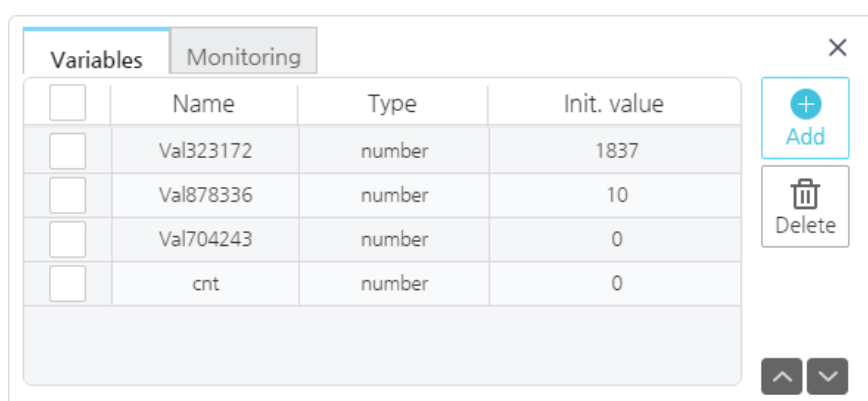 Variables Monitoring
Name Type Init. value
Val323172 number 1837
Val878336 number 10
Val704243 number 0
cnt number 0
Add
Delete